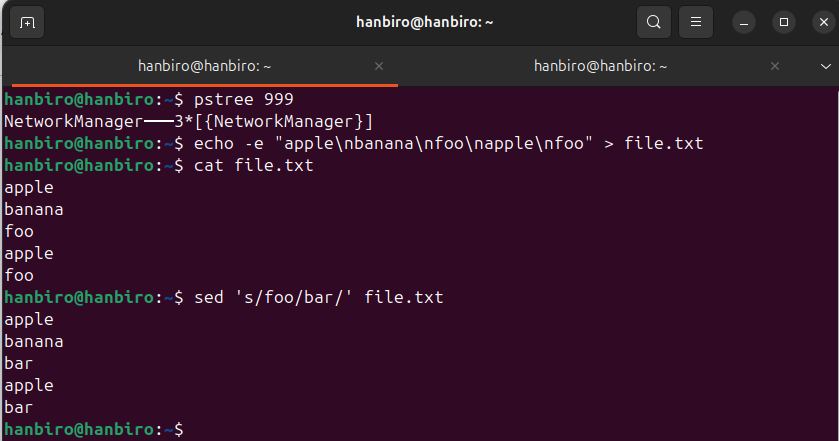 hanbiro@hanbiro: ~
hanbiro@hanbiro: ~ hanbiro@hanbiro: ~
hanbiro@hanbiro:~$ pstree 999
NetworkManager───3*[{NetworkManager}]
hanbiro@hanbiro:~$ echo -e "apple\nbanana\nfoo\napple\nfoo" > file.txt
hanbiro@hanbiro:~$ cat file.txt
apple
banana
foo
apple
foo
hanbiro@hanbiro:~$ sed 's/foo/bar/' file.txt
apple
banana
bar
apple
bar
hanbiro@hanbiro:~$